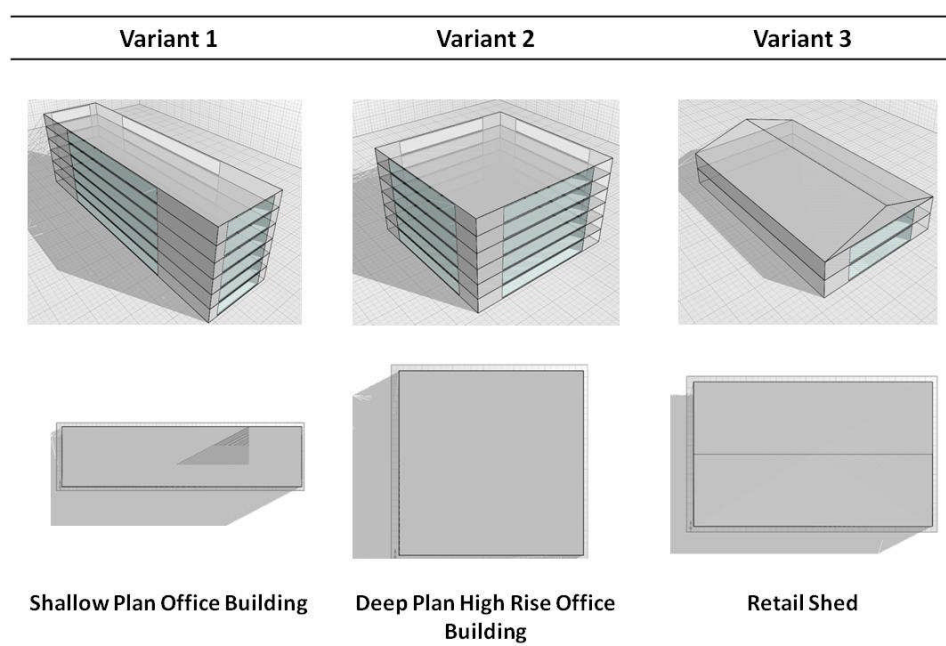 Variant 1
Variant 2
Variant 3
Shallow Plan Office Building
Deep Plan High Rise Office
Building
Retail Shed